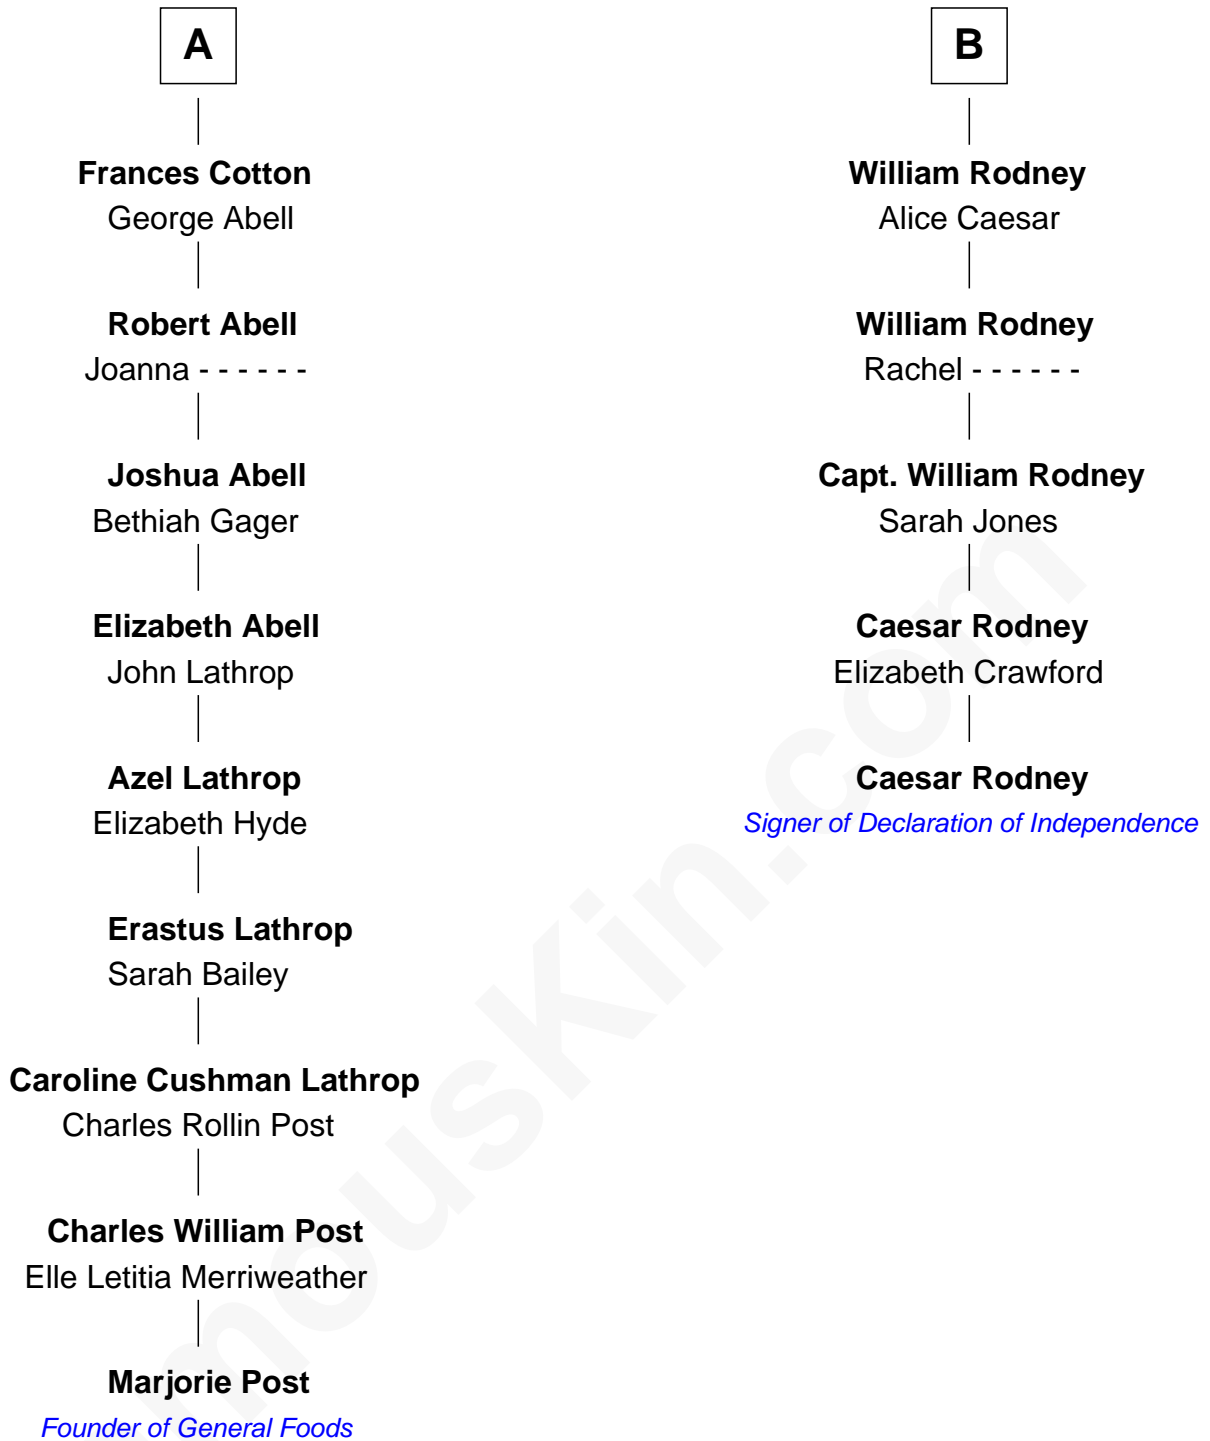 A
Frances Cotton
George Abell
Robert Abell
Joanna - - - - - -
Joshua Abell
Bethiah Gager
Elizabeth Abell
John Lathrop
Azel Lathrop
Elizabeth Hyde
Erastus Lathrop
Sarah Bailey
Caroline Cushman Lathrop
Charles Rollin Post
Charles William Post
Elle Letitia Merriweather
Marjorie Post
Founder of General Foods
B
William Rodney
Alice Caesar
William Rodney
Rachel - - - - - -
Capt. William Rodney
Sarah Jones
Caesar Rodney
Elizabeth Crawford
Caesar Rodney
Signer of Declaration of Independence
mousKin.com